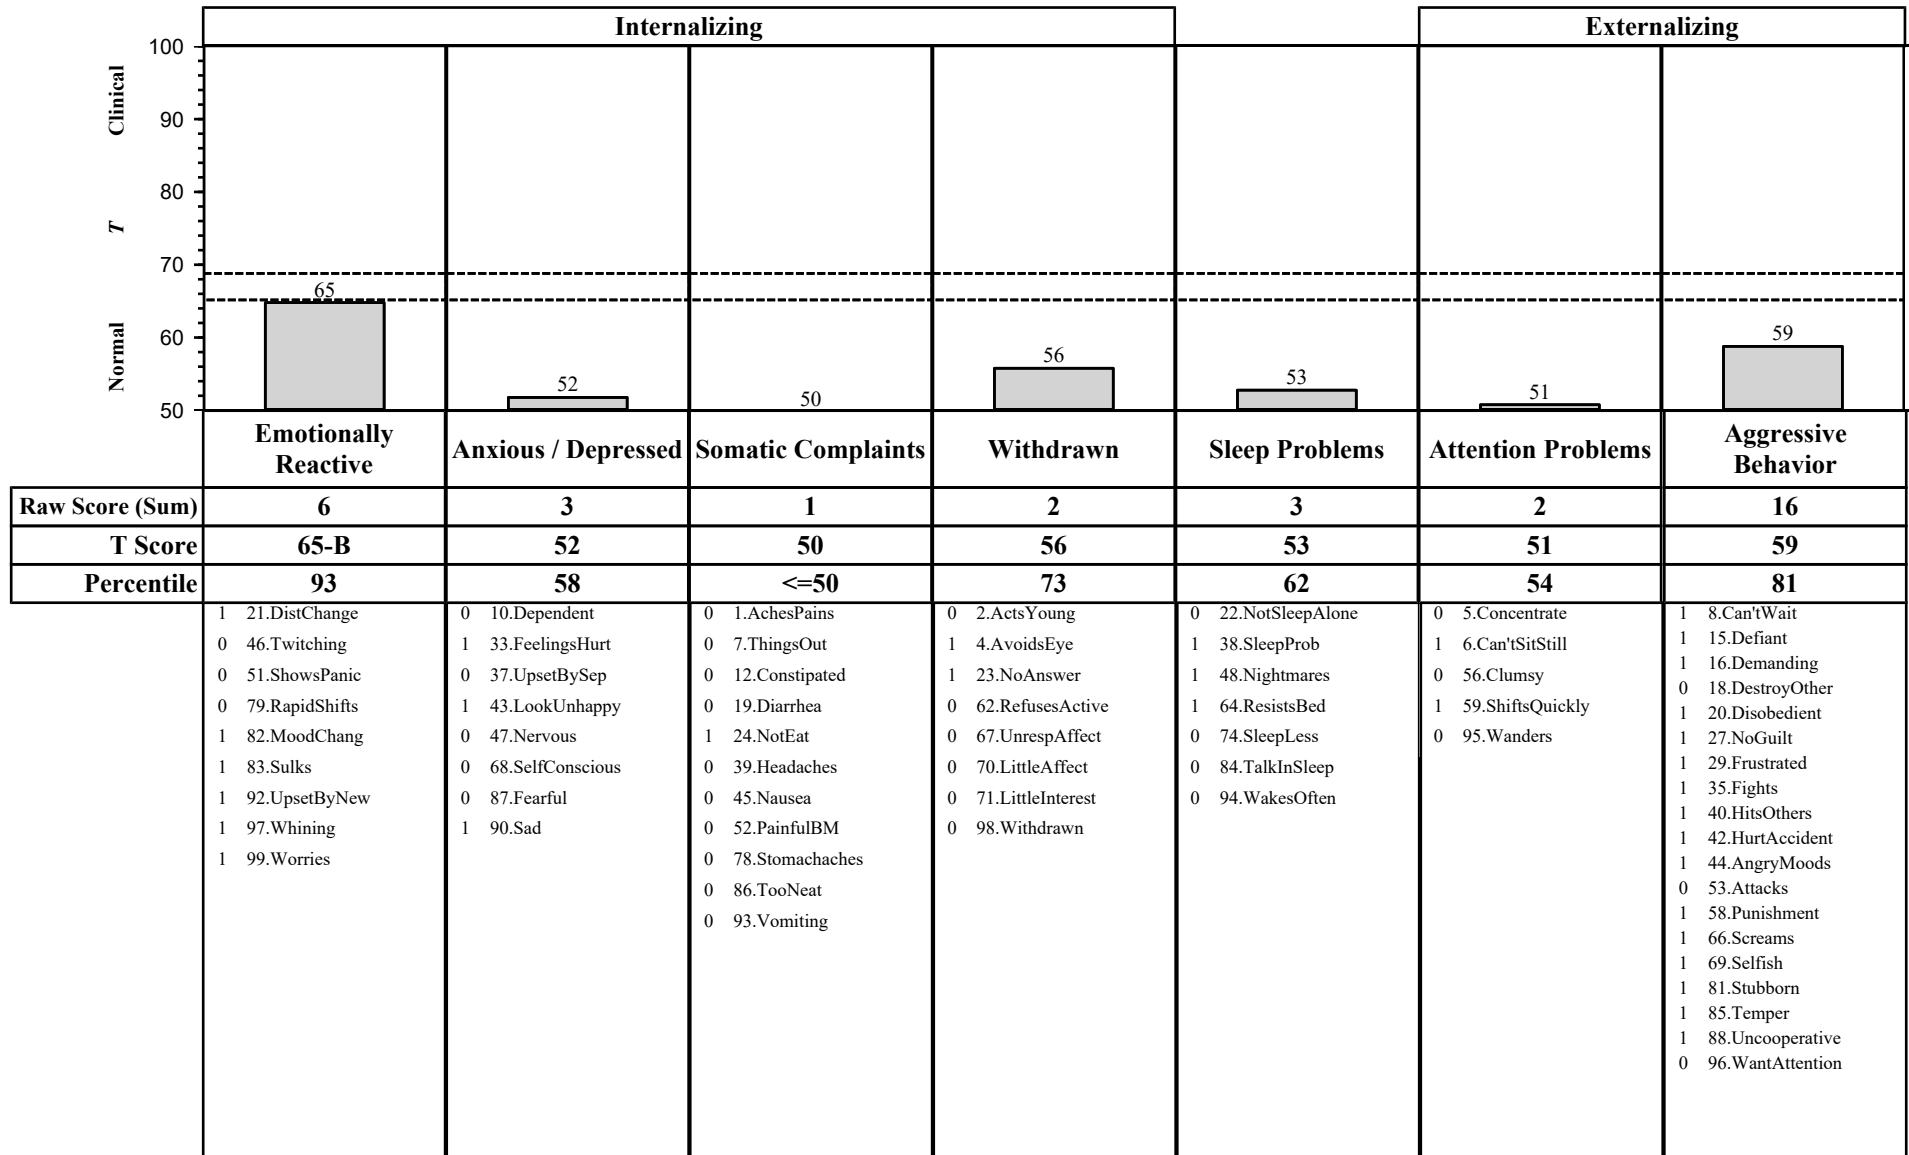 Internalizing Externalizing
100
90
80
70
60
50
Clinical
T
Normal
65 52 50 56 53 51 59
Emotionally Reactive Anxious / Depressed Somatic Complaints Withdrawn Sleep Problems Attention Problems Aggressive Behavior
Raw Score (Sum) 6 3 1 2 3 2 16
T Score 65-B 52 50 56 53 51 59
Percentile 93 58 <=50 73 62 54 81
1 21.DistChange
0 46.Twitching
0 51.ShowsPanic
0 79.RapidShifts
1 82.MoodChang
1 83.Sulks
1 92.UpsetByNew
1 97.Whining
1 99.Worries
0 10.Dependent
1 33.FeelingsHurt
0 37.UpsetBySep
1 43.LookUnhappy
0 47.Nervous
0 68.SelfConscious
0 87.Fearful
1 90.Sad
0 1.AchesPains
0 7.ThingsOut
0 12.Constipated
0 19.Diarrhea
1 24.NotEat
0 39.Headaches
0 45.Nausea
0 52.PainfulBM
0 78.Stomachaches
0 86.TooNeat
0 93.Vomiting
0 2.ActsYoung
1 4.AvoidsEye
1 23.NoAnswer
0 62.RefusesActive
0 67.UnrespAffect
0 70.LittleAffect
0 71.LittleInterest
0 98.Withdrawn
0 22.NotSleepAlone
1 38.SleepProb
1 48.Nightmares
1 64.ResistsBed
0 74.SleepLess
0 84.TalkInSleep
0 94.WakesOften
0 5.Concentrate
1 6.Can'tSitStill
0 56.Clumsy
1 59.ShiftsQuickly
0 95.Wanders
1 8.Can'tWait
1 15.Defiant
1 16.Demanding
0 18.DestroyOther
1 20.Disobedient
1 27.NoGuilt
1 29.Frustrated
1 35.Fights
1 40.HitsOthers
1 42.HurtAccident
1 44.AngryMoods
0 53.Attacks
1 58.Punishment
1 66.Screams
1 69.Selfish
1 81.Stubborn
1 85.Temper
1 88.Uncooperative
0 96.WantAttention